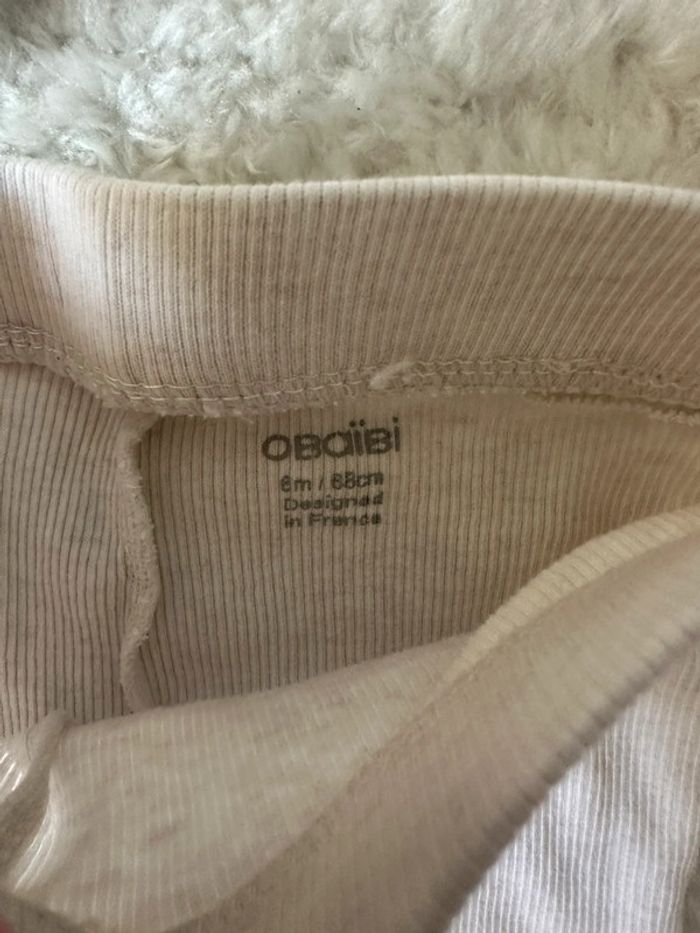 OBaïBi
6m / 68cm
Designed
in France